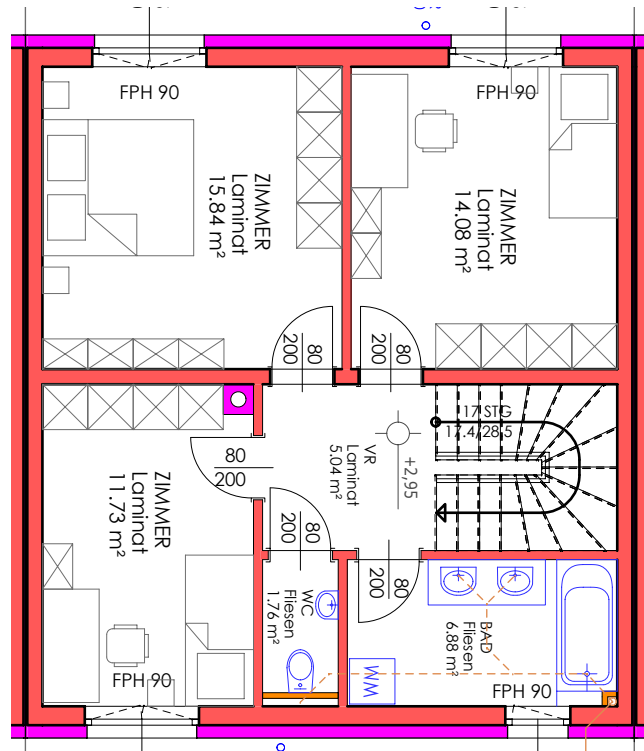 FPH 90
FPH 90
ZIMMER
Laminat
15.84 m²
ZIMMER
Laminat
14.08 m²
80
200
80
200
17 STG
17.4/28.5
+2,95
VR
Laminat
5.04 m²
80
200
ZIMMER
Laminat
11.73 m²
80
200
80
200
WC
Fliesen
1.76 m²
BAD
Fliesen
6.88 m²
WM
FPH 90
FPH 90